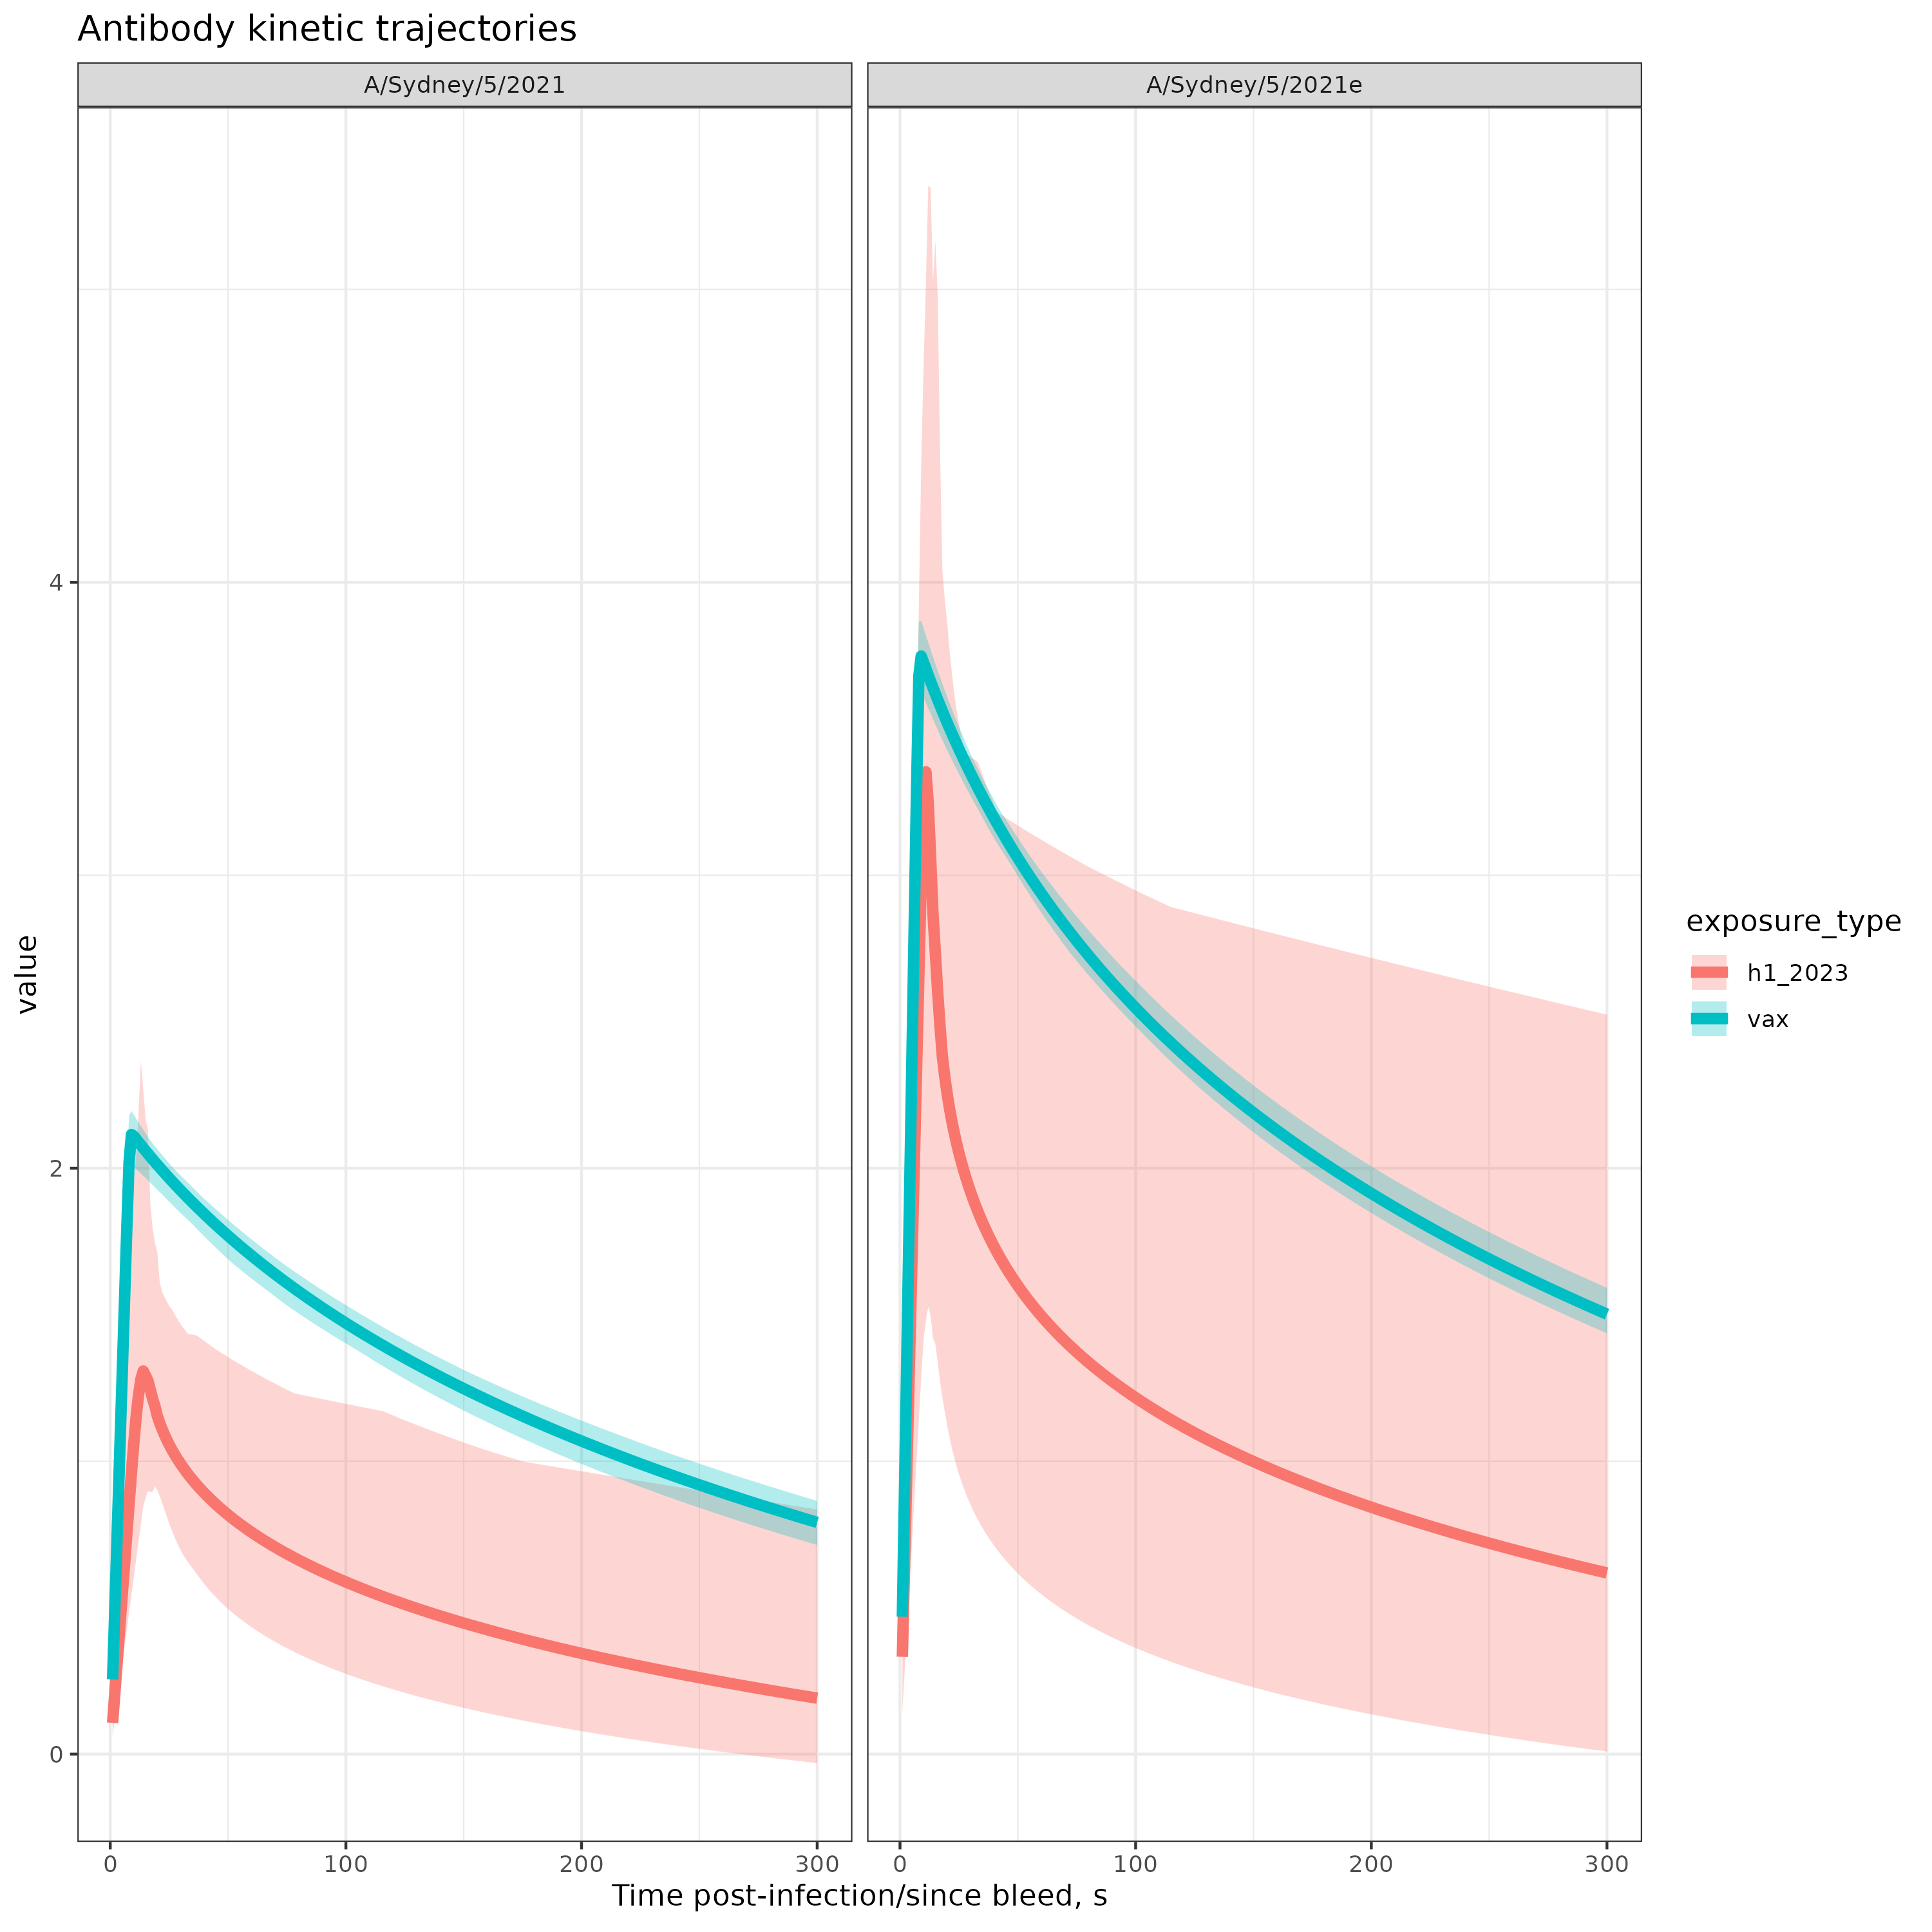 Antibody kinetic trajectories
A/Sydney/5/2021
A/Sydney/5/2021e
value
4
2
0
0
100
200
300
0
100
200
300
Time post-infection/since bleed, s
exposure_type
h1_2023
vax